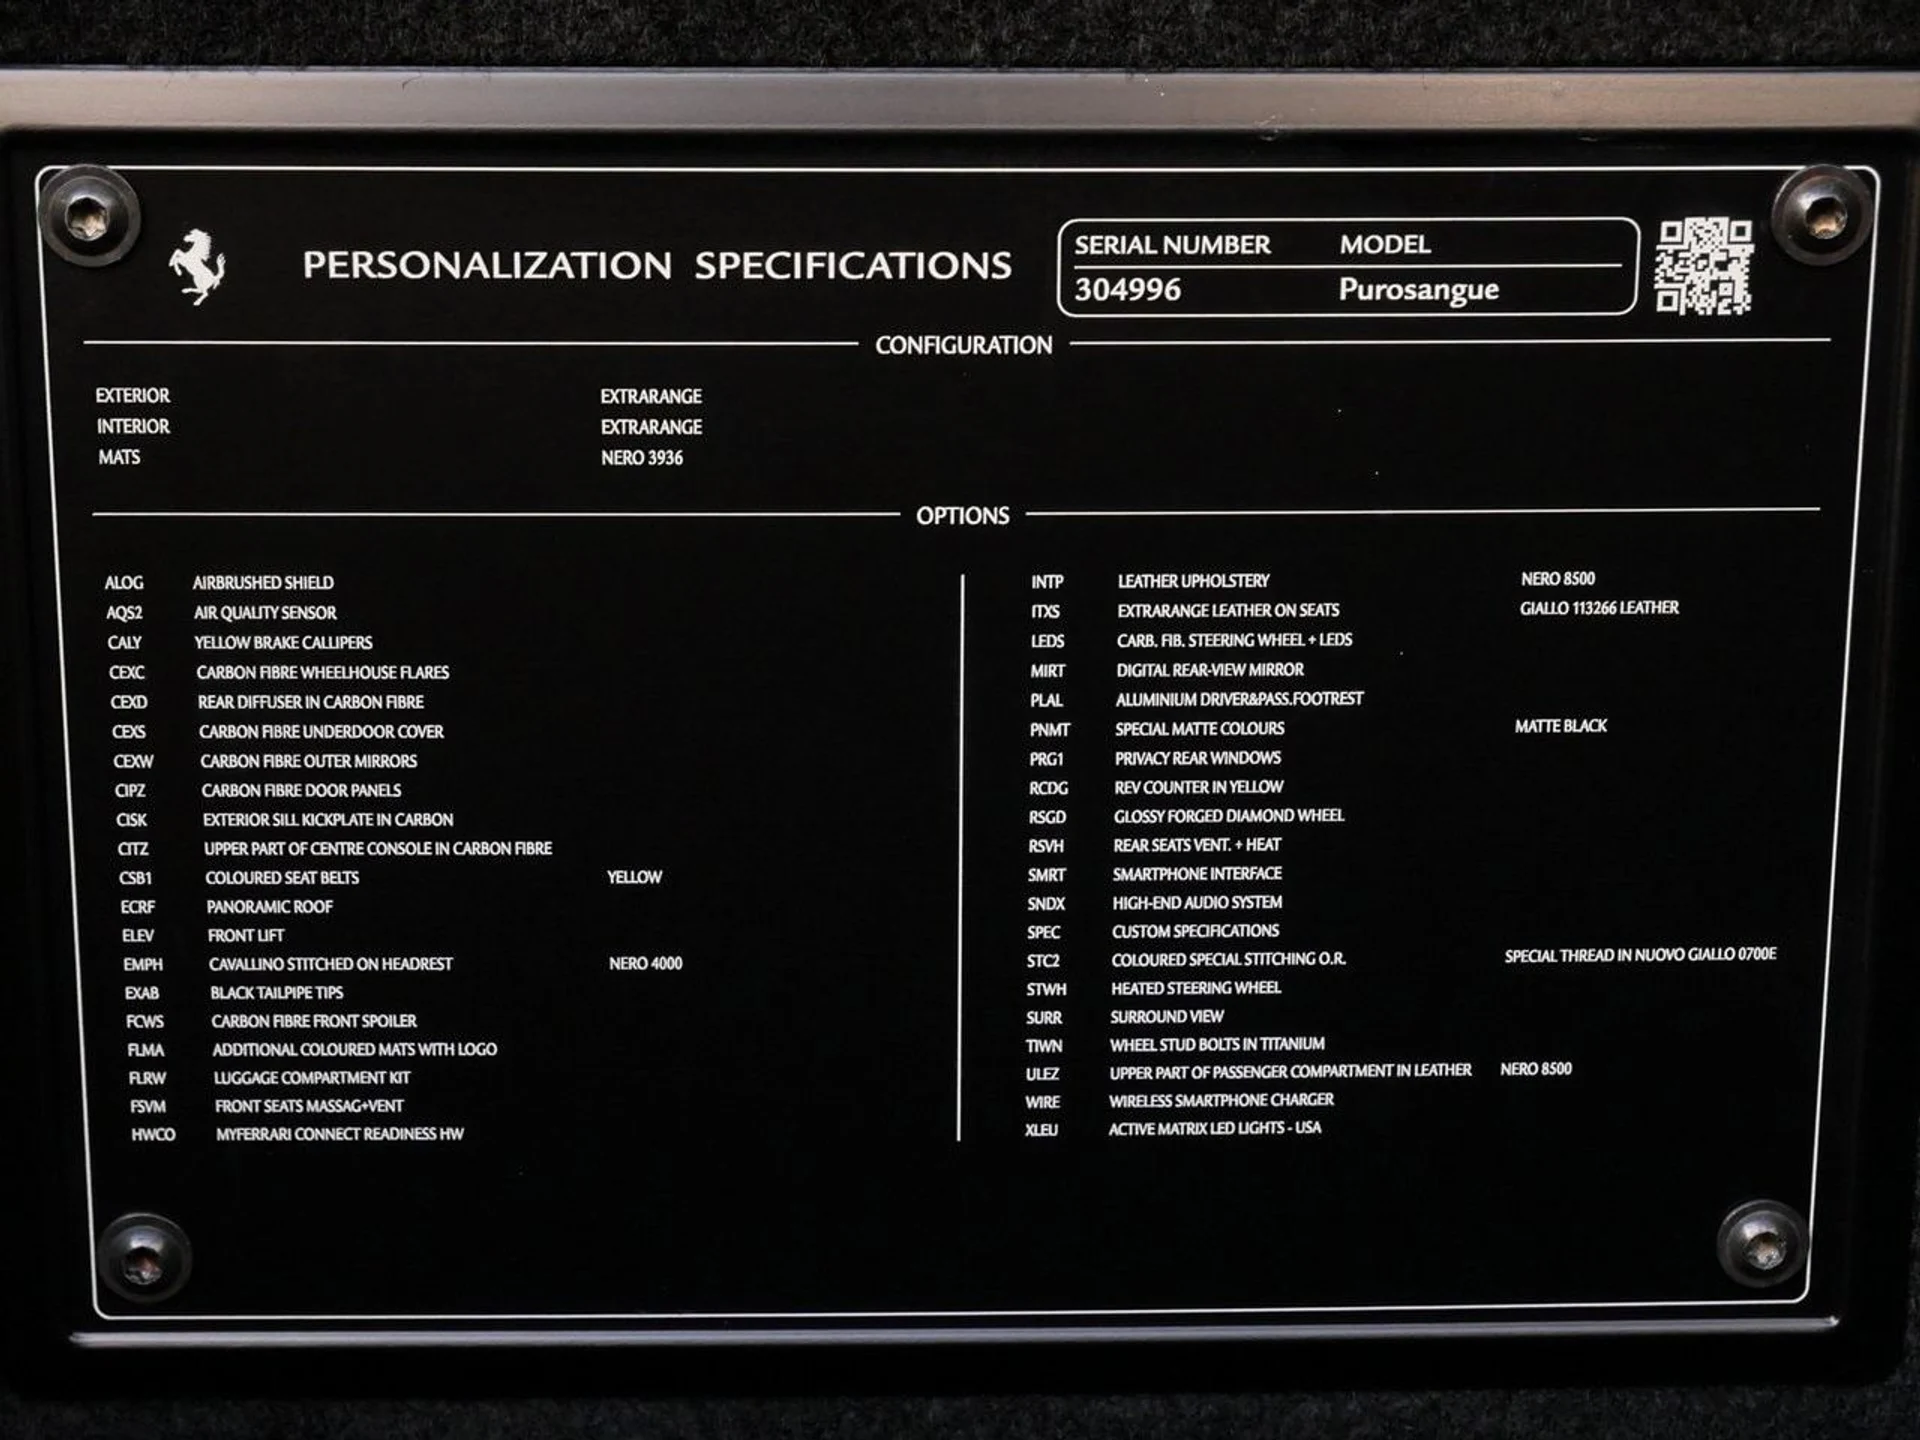 PERSONALIZATION SPECIFICATIONS
SERIAL NUMBER MODEL
304996 Purosangue
CONFIGURATION
EXTERIOR EXTRARANGE
INTERIOR EXTRARANGE
MATS NERO 3936
OPTIONS
ALOG AIRBRUSHED SHIELD
AQS2 AIR QUALITY SENSOR
CALY YELLOW BRAKE CALLIPERS
CEXC CARBON FIBRE WHEELHOUSE FLARES
CEXD REAR DIFFUSER IN CARBON FIBRE
CEXS CARBON FIBRE UNDERDOOR COVER
CEXW CARBON FIBRE OUTER MIRRORS
CIPZ CARBON FIBRE DOOR PANELS
CISK EXTERIOR SILL KICKPLATE IN CARBON
CITZ UPPER PART OF CENTRE CONSOLE IN CARBON FIBRE
CSB1 COLOURED SEAT BELTS YELLOW
ECRF PANORAMIC ROOF
ELEV FRONT LIFT
EMPH CAVALLINO STITCHED ON HEADREST NERO 4000
EXAB BLACK TAILPIPE TIPS
FCWS CARBON FIBRE FRONT SPOILER
FLMA ADDITIONAL COLOURED MATS WITH LOGO
FLRW LUGGAGE COMPARTMENT KIT
FSVM FRONT SEATS MASSAG+VENT
HWCO MYFERRARI CONNECT READINESS HW
INTP LEATHER UPHOLSTERY NERO 8500
ITXS EXTRARANGE LEATHER ON SEATS GIALLO 113266 LEATHER
LEDS CARB. FIB. STEERING WHEEL + LEDS
MIRT DIGITAL REAR-VIEW MIRROR
PLAL ALUMINIUM DRIVER&PASS.FOOTREST
PNMT SPECIAL MATTE COLOURS MATTE BLACK
PRG1 PRIVACY REAR WINDOWS
RCDG REV COUNTER IN YELLOW
RSGD GLOSSY FORGED DIAMOND WHEEL
RSVH REAR SEATS VENT. + HEAT
SMRT SMARTPHONE INTERFACE
SNDX HIGH-END AUDIO SYSTEM
SPEC CUSTOM SPECIFICATIONS
STC2 COLOURED SPECIAL STITCHING O.R. SPECIAL THREAD IN NUOVO GIALLO 0700E
STWH HEATED STEERING WHEEL
SURR SURROUND VIEW
TIWN WHEEL STUD BOLTS IN TITANIUM
ULEZ UPPER PART OF PASSENGER COMPARTMENT IN LEATHER NERO 8500
WIRE WIRELESS SMARTPHONE CHARGER
XLEU ACTIVE MATRIX LED LIGHTS - USA